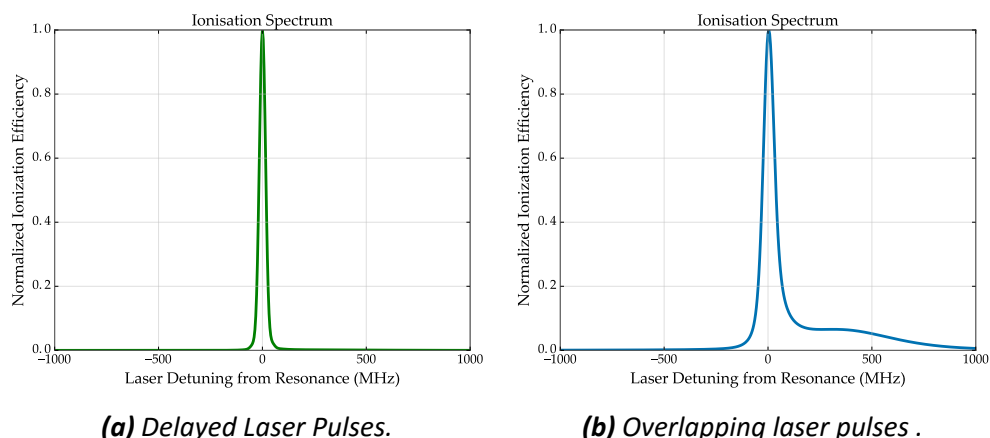 Ionisation Spectrum
Normalized Ionization Efficiency
1.0
0.8
0.6
0.4
0.2
0.0
−1000 −500 0 500 1000
Laser Detuning from Resonance (MHz)
(a) Delayed Laser Pulses.
Ionisation Spectrum
Normalized Ionization Efficiency
1.0
0.8
0.6
0.4
0.2
0.0
−1000 −500 0 500 1000
Laser Detuning from Resonance (MHz)
(b) Overlapping laser pulses .